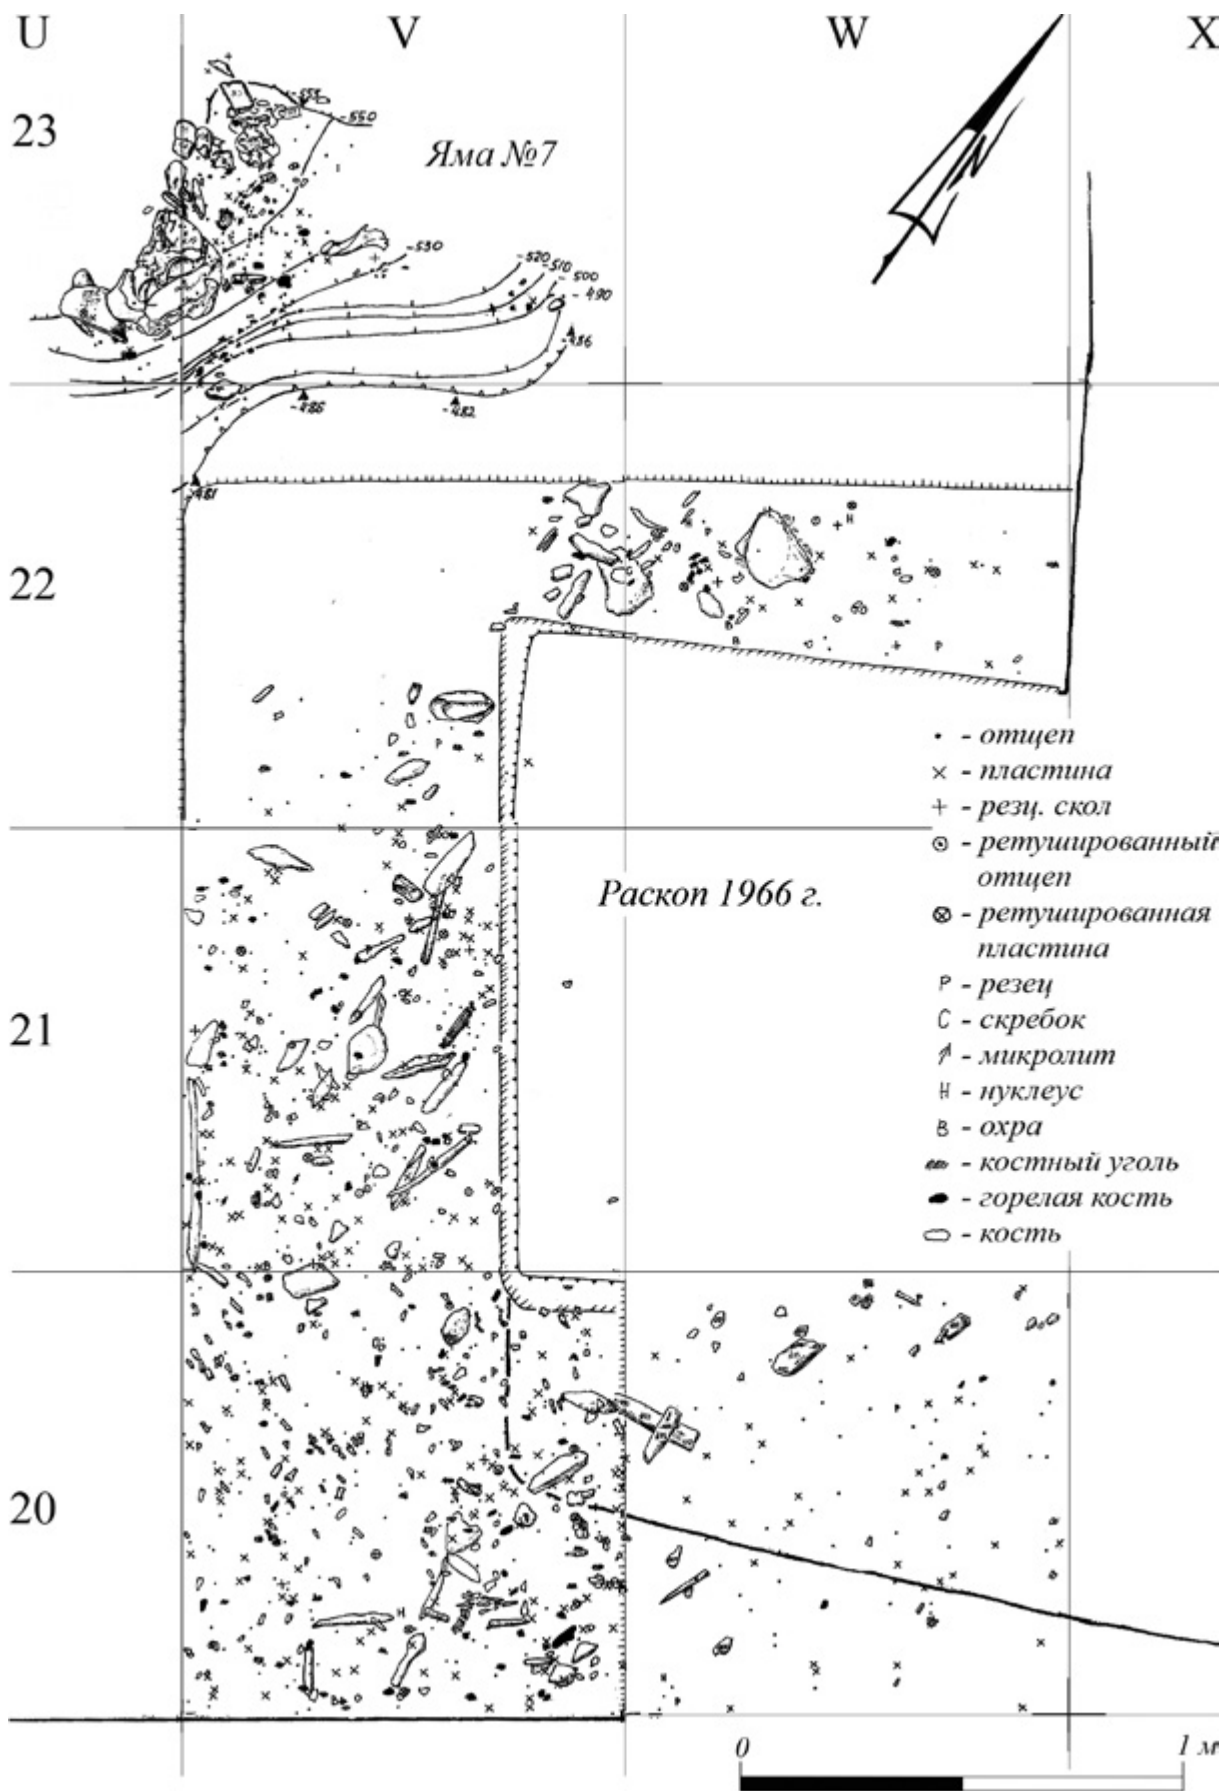 U V W X
23
Яма №7
N
-555
-550
-530
-520
-510
-500
-490
-486
-486
-482
-481
22
• - отщеп
× - пластина
+ - резц. скол
⊙ - ретушированный
отщеп
⊗ - ретушированная
пластина
Р - резец
С - скребок
- микролит
Н - нуклеус
В - охра
- костный уголь
- горелая кость
- кость
Раскоп 1966 г.
21
20
0 1 м